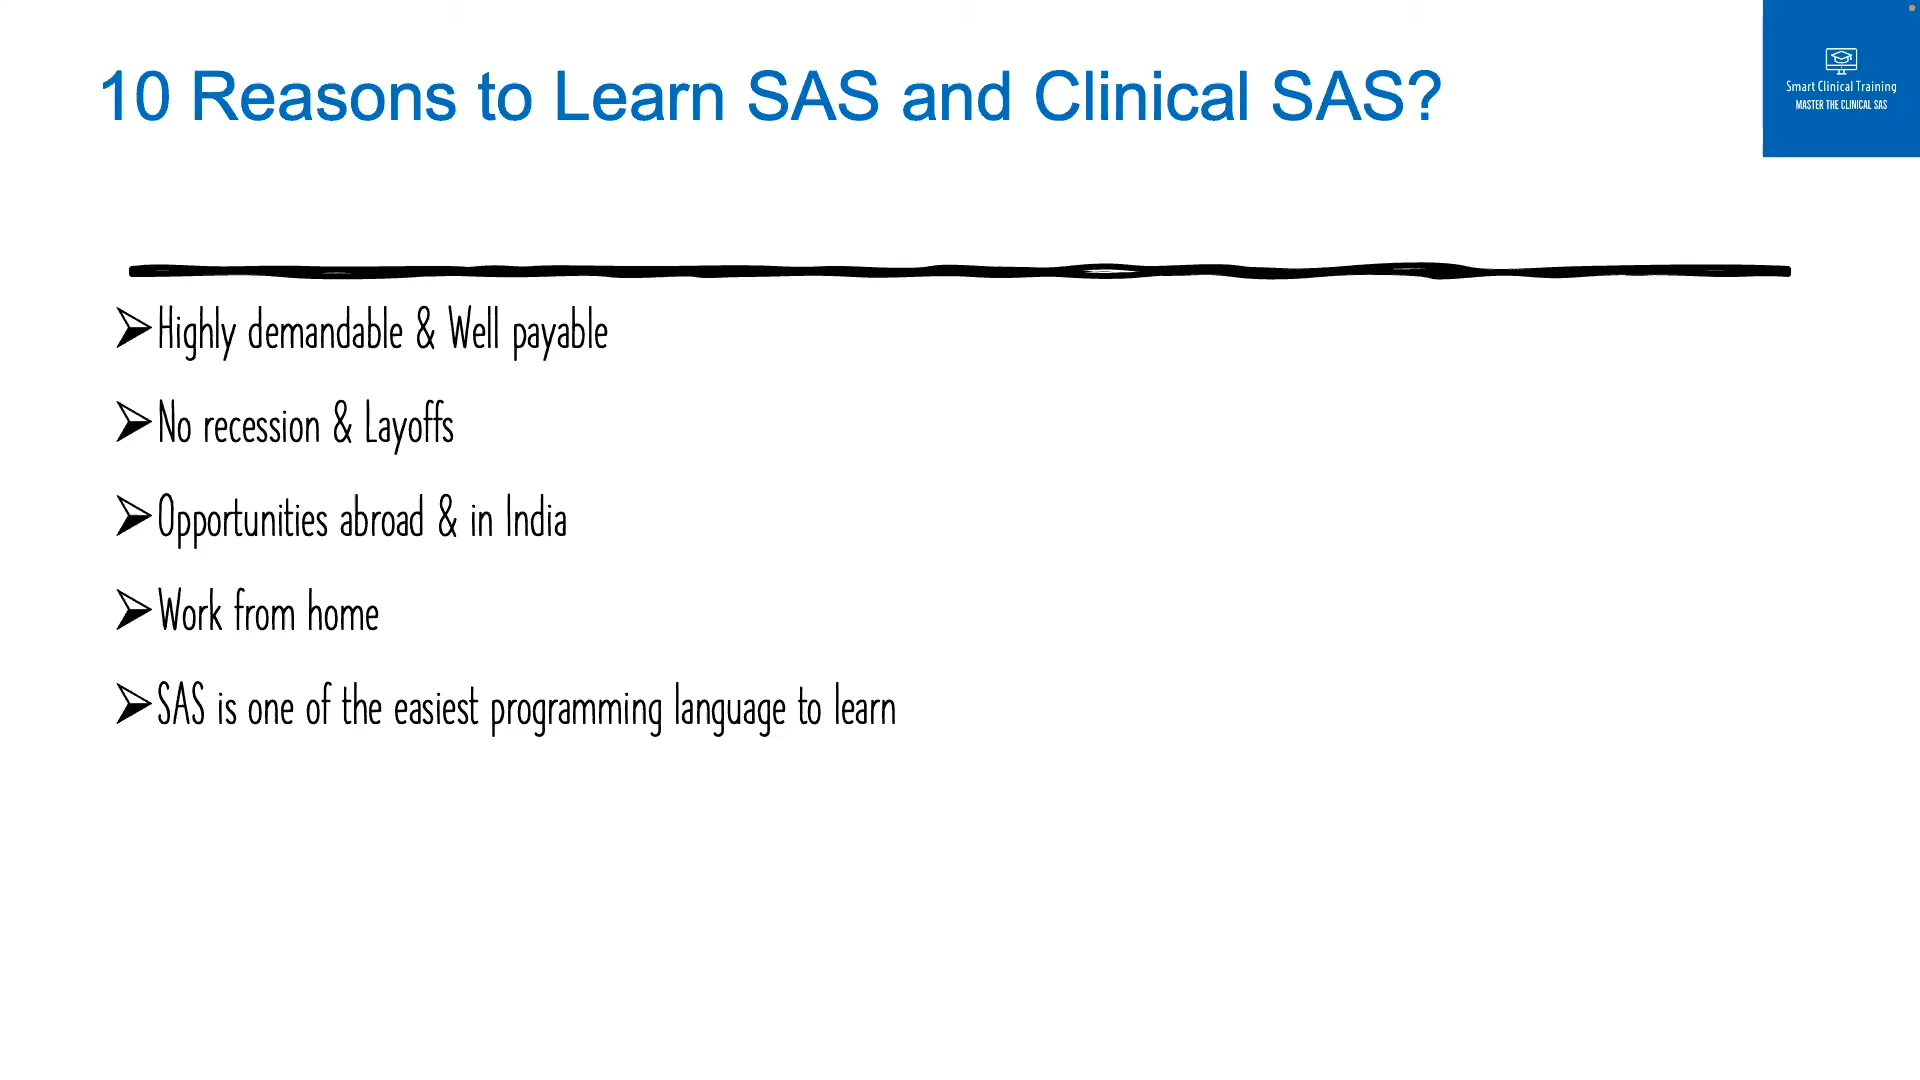 10 Reasons to Learn SAS and Clinical SAS?
Smart Clinical Training
MASTER THE CLINICAL SAS
Highly demandable & Well payable
No recession & Layoffs
Opportunities abroad & in India
Work from home
SAS is one of the easiest programming language to learn